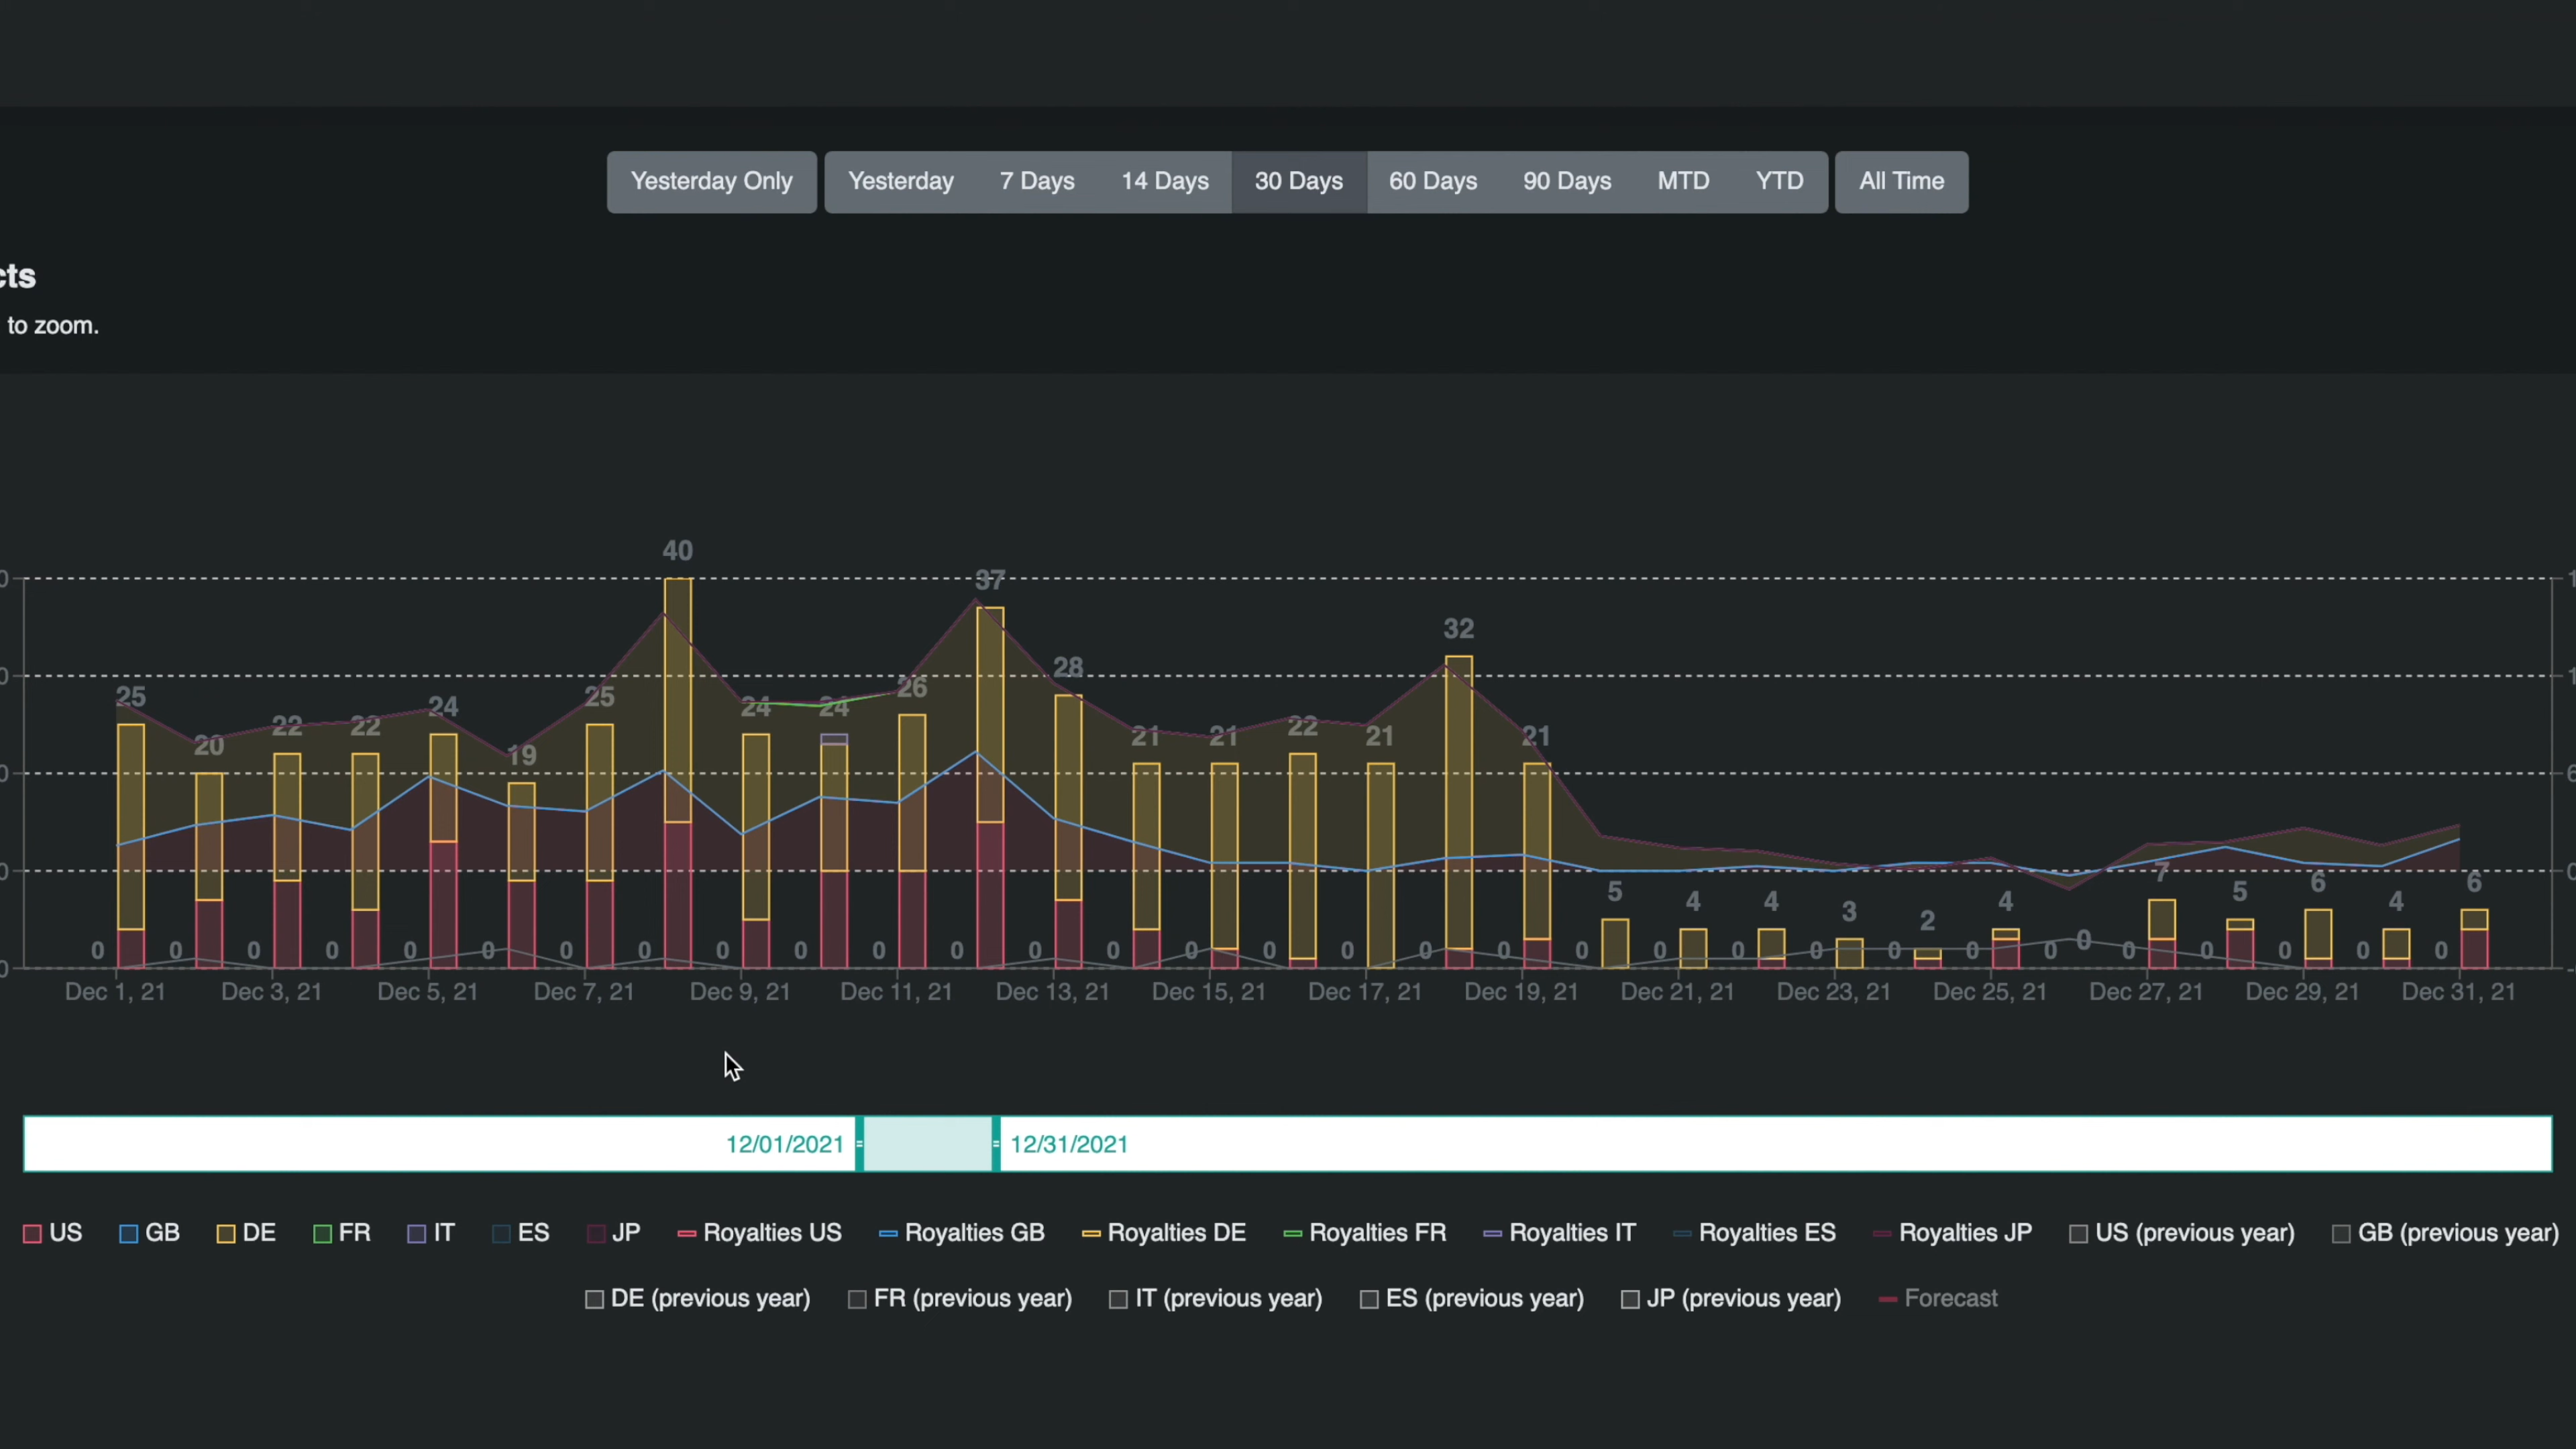 Yesterday Only Yesterday 7 Days 14 Days 30 Days 60 Days 90 Days MTD YTD All Time
cts
to zoom.
40
37
32
28
25 20 22 22 24 19 25 24 24 26 21 21 22 21 21
5 4 4 3 2 4 0 7 5 6 4 6
0 0 0 0 0 0 0 0 0 0 0 0 0 0 0 0 0 0 0 0 0 0 0 0 0 0 0 0 0 0 0
Dec 1, 21 Dec 3, 21 Dec 5, 21 Dec 7, 21 Dec 9, 21 Dec 11, 21 Dec 13, 21 Dec 15, 21 Dec 17, 21 Dec 19, 21 Dec 21, 21 Dec 23, 21 Dec 25, 21 Dec 27, 21 Dec 29, 21 Dec 31, 21
12/01/2021 12/31/2021
US GB DE FR IT ES JP Royalties US Royalties GB Royalties DE Royalties FR Royalties IT Royalties ES Royalties JP US (previous year) GB (previous year)
DE (previous year) FR (previous year) IT (previous year) ES (previous year) JP (previous year) Forecast